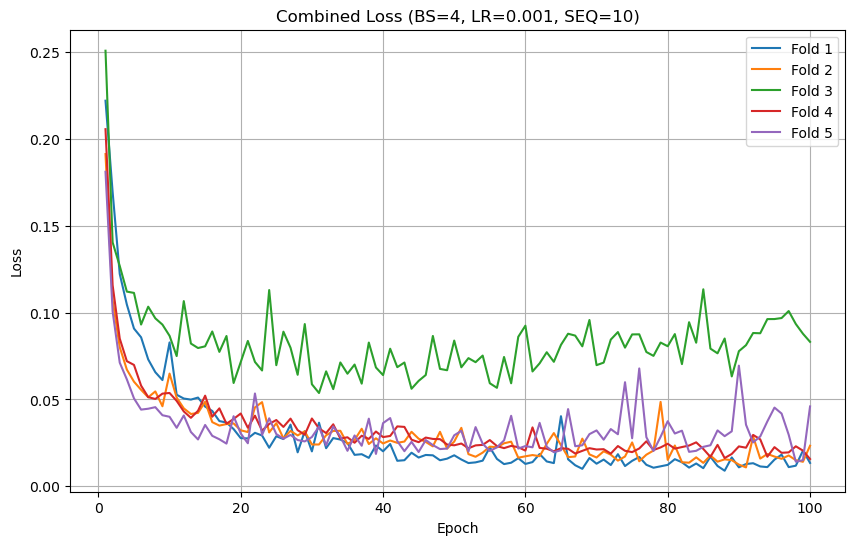 Combined Loss (BS=4, LR=0.001, SEQ=10)
0.25
0.20
0.15
0.10
0.05
0.00
Loss
0 20 40 60 80 100
Epoch
Fold 1
Fold 2
Fold 3
Fold 4
Fold 5